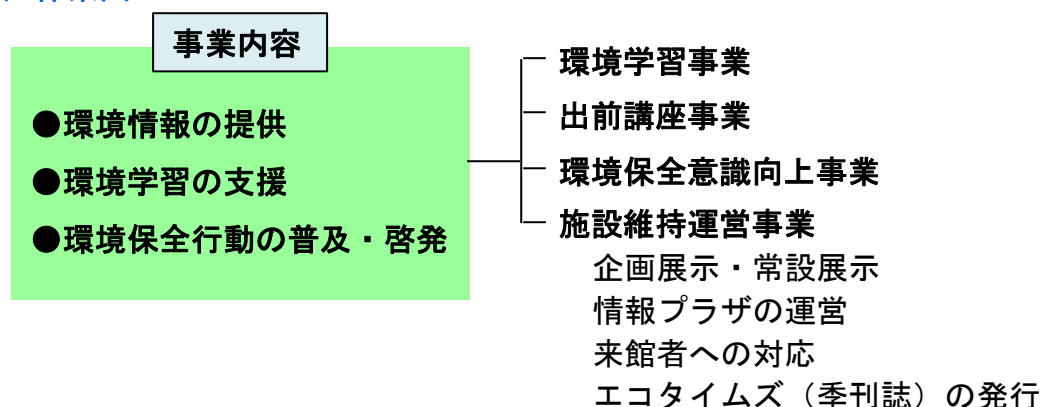 事業内容
●環境情報の提供
●環境学習の支援
●環境保全行動の普及・啓発
環境学習事業
出前講座事業
環境保全意識向上事業
施設維持運営事業
企画展示・常設展示
情報プラザの運営
来館者への対応
エコタイムズ（季刊誌）の発行